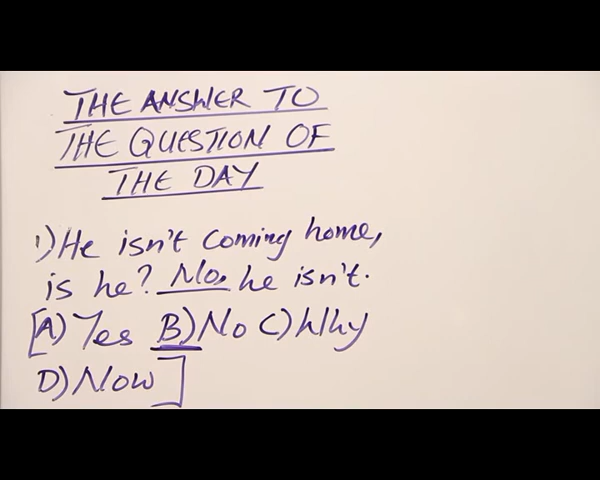 THE ANSWER TO
THE QUESTION OF
THE DAY
1) He isn't coming home,
is he? No. he isn't.
[A) Yes B) No C) Why
D) Now]